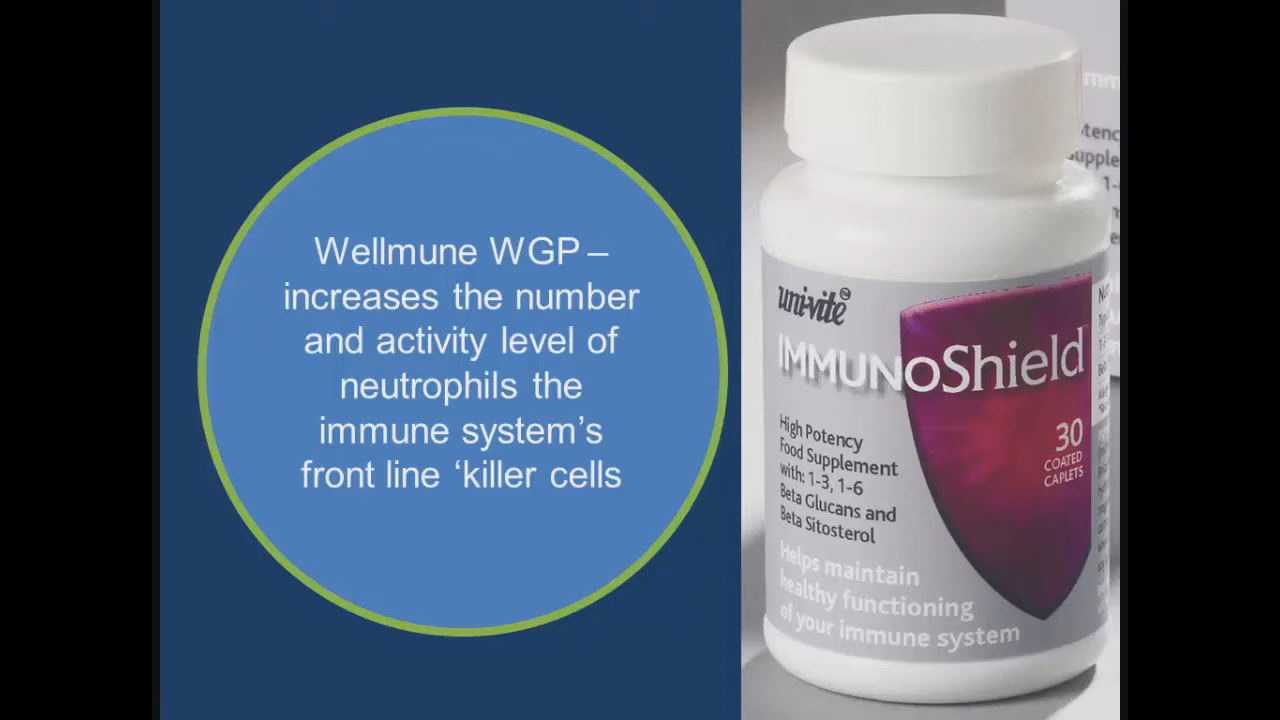 Wellmune WGP –
increases the number
and activity level of
neutrophils the
immune system’s
front line ‘killer cells
uni-vite™
IMMUNOShield
30
COATED
CAPLETS
High Potency
Food Supplement
with: 1-3, 1-6
Beta Glucans and
Beta Sitosterol
Helps maintain
healthy functioning
of your immune system